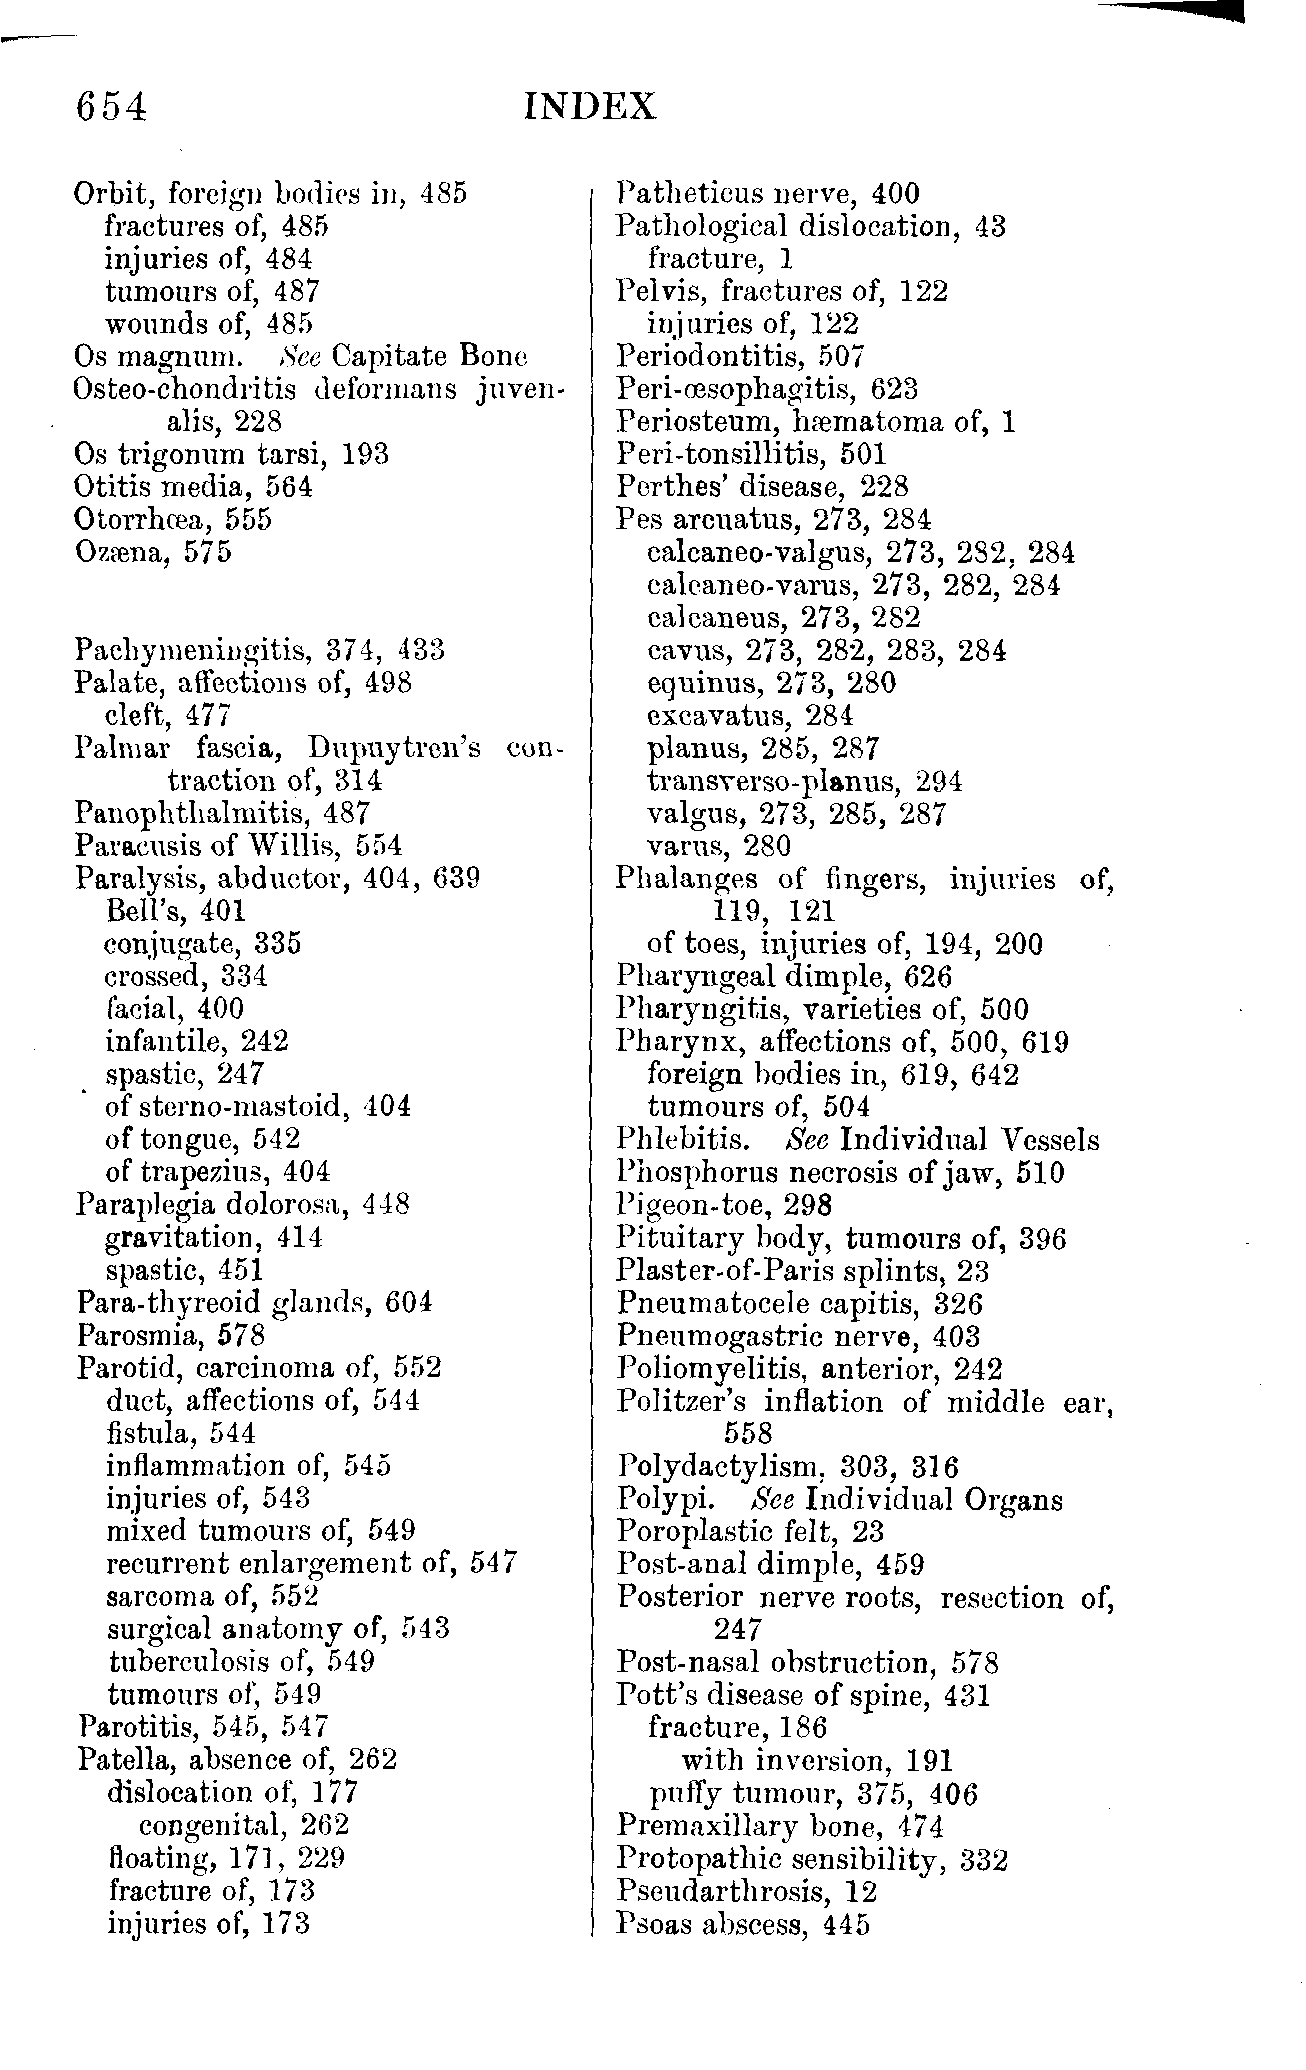 654 INDEX
Orbit, foreign bodies in, 485
fractures of, 485
injuries of, 484
tumours of, 487
wounds of, 485
Os magnum. See Capitate Bone
Osteo-chondritis deformans juven-
alis, 228
Os trigonum tarsi, 193
Otitis media, 564
Otorrhœa, 555
Ozæna, 575
Pachymeningitis, 374, 433
Palate, affections of, 498
cleft, 477
Palmar fascia, Dupuytren's con-
traction of, 314
Panophthalmitis, 487
Paracusis of Willis, 554
Paralysis, abductor, 404, 639
Bell's, 401
conjugate, 335
crossed, 334
facial, 400
infantile, 242
spastic, 247
of sterno-mastoid, 404
of tongue, 542
of trapezius, 404
Paraplegia dolorosa, 448
gravitation, 414
spastic, 451
Para-thyreoid glands, 604
Parosmia, 578
Parotid, carcinoma of, 552
duct, affections of, 544
fistula, 544
inflammation of, 545
injuries of, 543
mixed tumours of, 549
recurrent enlargement of, 547
sarcoma of, 552
surgical anatomy of, 543
tuberculosis of, 549
tumours of, 549
Parotitis, 545, 547
Patella, absence of, 262
dislocation of, 177
congenital, 262
floating, 171, 229
fracture of, 173
injuries of, 173
Patheticus nerve, 400
Pathological dislocation, 43
fracture, 1
Pelvis, fractures of, 122
injuries of, 122
Periodontitis, 507
Peri-œsophagitis, 623
Periosteum, hæmatoma of, 1
Peri-tonsillitis, 501
Perthes' disease, 228
Pes arcuatus, 273, 284
calcaneo-valgus, 273, 282, 284
calcaneo-varus, 273, 282, 284
calcaneus, 273, 282
cavus, 273, 282, 283, 284
equinus, 273, 280
excavatus, 284
planus, 285, 287
transverso-planus, 294
valgus, 273, 285, 287
varus, 280
Phalanges of fingers, injuries of,
119, 121
of toes, injuries of, 194, 200
Pharyngeal dimple, 626
Pharyngitis, varieties of, 500
Pharynx, affections of, 500, 619
foreign bodies in, 619, 642
tumours of, 504
Phlebitis. See Individual Vessels
Phosphorus necrosis of jaw, 510
Pigeon-toe, 298
Pituitary body, tumours of, 396
Plaster-of-Paris splints, 23
Pneumatocele capitis, 326
Pneumogastric nerve, 403
Poliomyelitis, anterior, 242
Politzer's inflation of middle ear,
558
Polydactylism, 303, 316
Polypi. See Individual Organs
Poroplastic felt, 23
Post-anal dimple, 459
Posterior nerve roots, resection of,
247
Post-nasal obstruction, 578
Pott's disease of spine, 431
fracture, 186
with inversion, 191
puffy tumour, 375, 406
Premaxillary bone, 474
Protopathic sensibility, 332
Pseudarthrosis, 12
Psoas abscess, 445